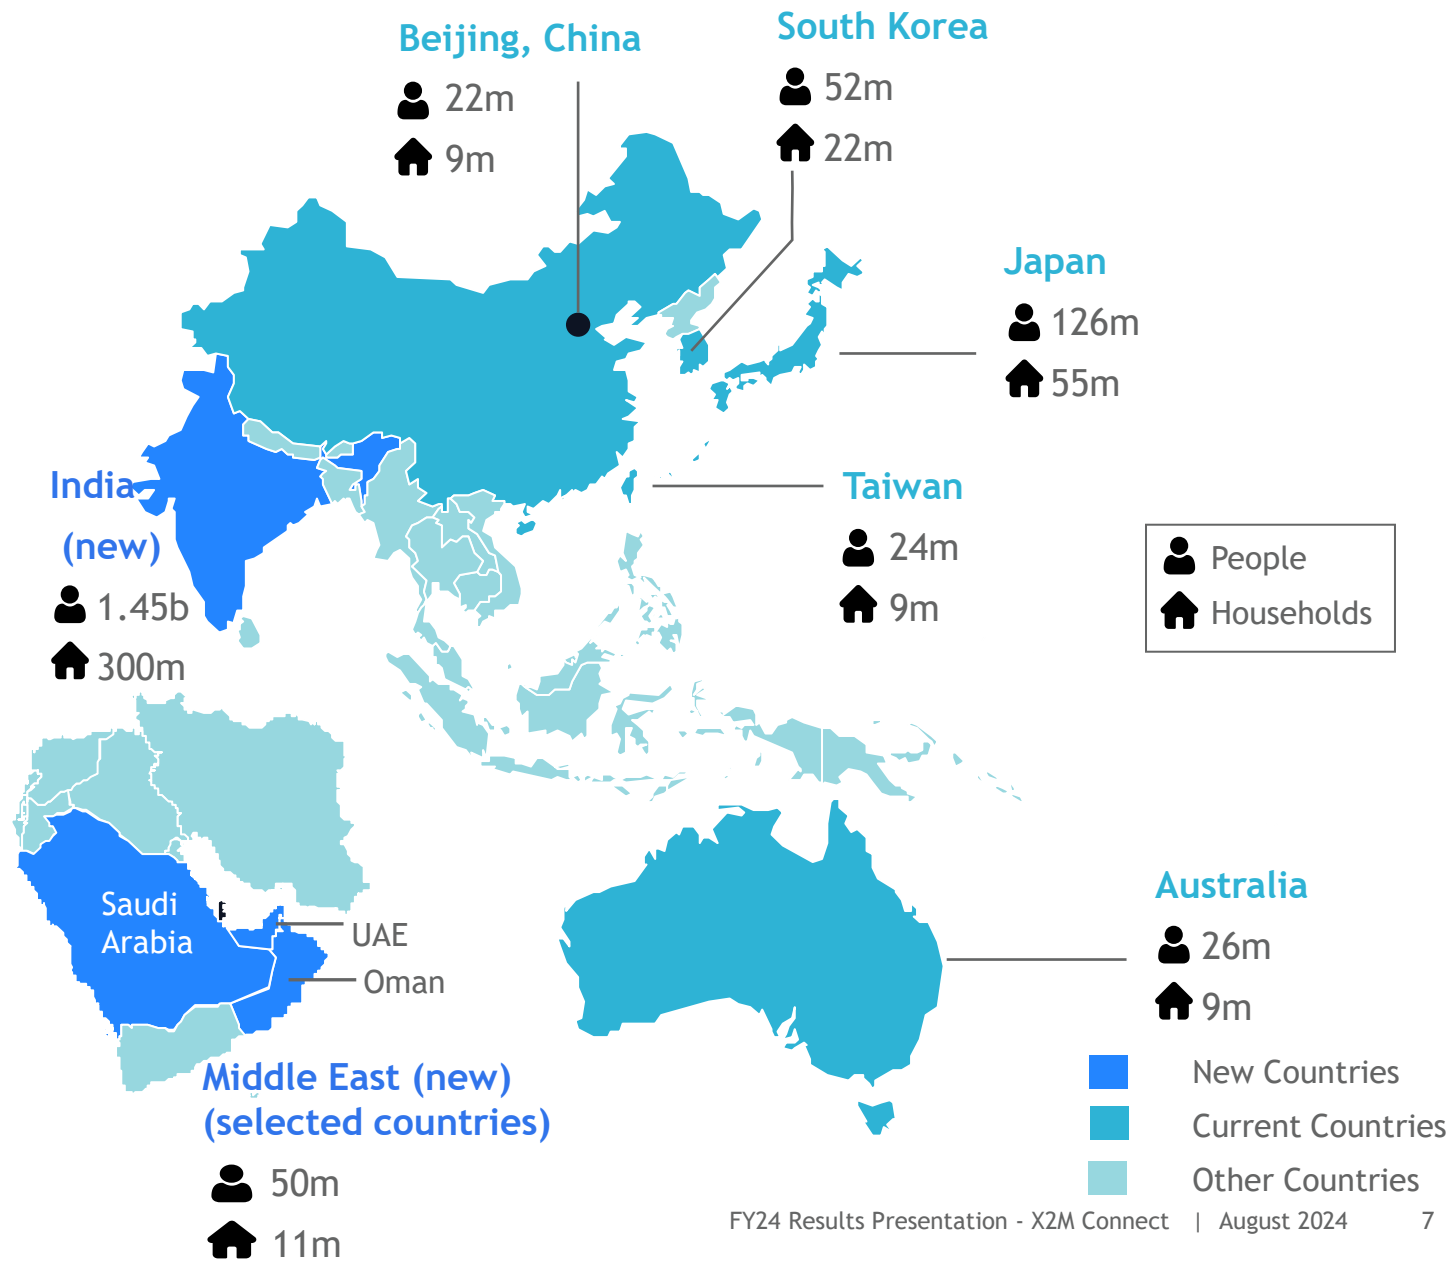 Beijing, China
22m
9m
South Korea
52m
22m
Japan
126m
55m
India
(new)
1.45b
300m
Taiwan
24m
9m
People
Households
Saudi
Arabia
UAE
Oman
Middle East (new)
(selected countries)
50m
11m
Australia
26m
9m
New Countries
Current Countries
Other Countries
FY24 Results Presentation - X2M Connect | August 2024 7